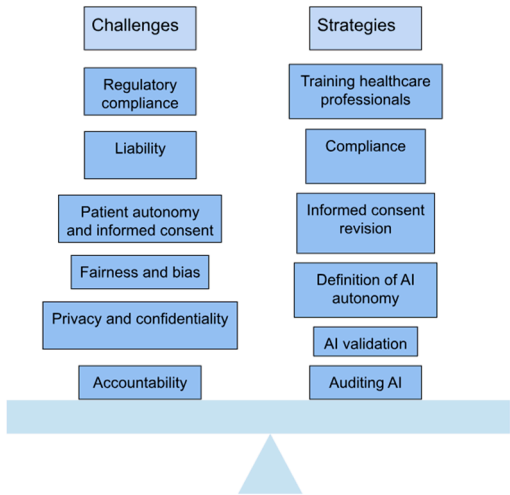 Challenges
Regulatory
compliance
Liability
Patient autonomy
and informed consent
Fairness and bias
Privacy and confidentiality
Accountability
Strategies
Training healthcare
professionals
Compliance
Informed consent
revision
Definition of AI
autonomy
AI validation
Auditing AI